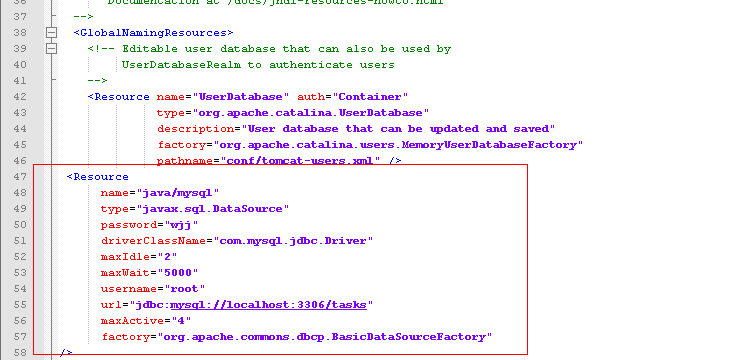 36 Documentation at /docs/jndi-resources-howto.html
37 -->
38 <GlobalNamingResources>
39 <!-- Editable user database that can also be used by
40 UserDatabaseRealm to authenticate users
41 -->
42 <Resource name="UserDatabase" auth="Container"
43 type="org.apache.catalina.UserDatabase"
44 description="User database that can be updated and saved"
45 factory="org.apache.catalina.users.MemoryUserDatabaseFactory"
46 pathname="conf/tomcat-users.xml" />
47 <Resource
48 name="java/mysql"
49 type="javax.sql.DataSource"
50 password="wjj"
51 driverClassName="com.mysql.jdbc.Driver"
52 maxIdle="2"
53 maxWait="5000"
54 username="root"
55 url="jdbc:mysql://localhost:3306/tasks"
56 maxActive="4"
57 factory="org.apache.commons.dbcp.BasicDataSourceFactory"
58 />